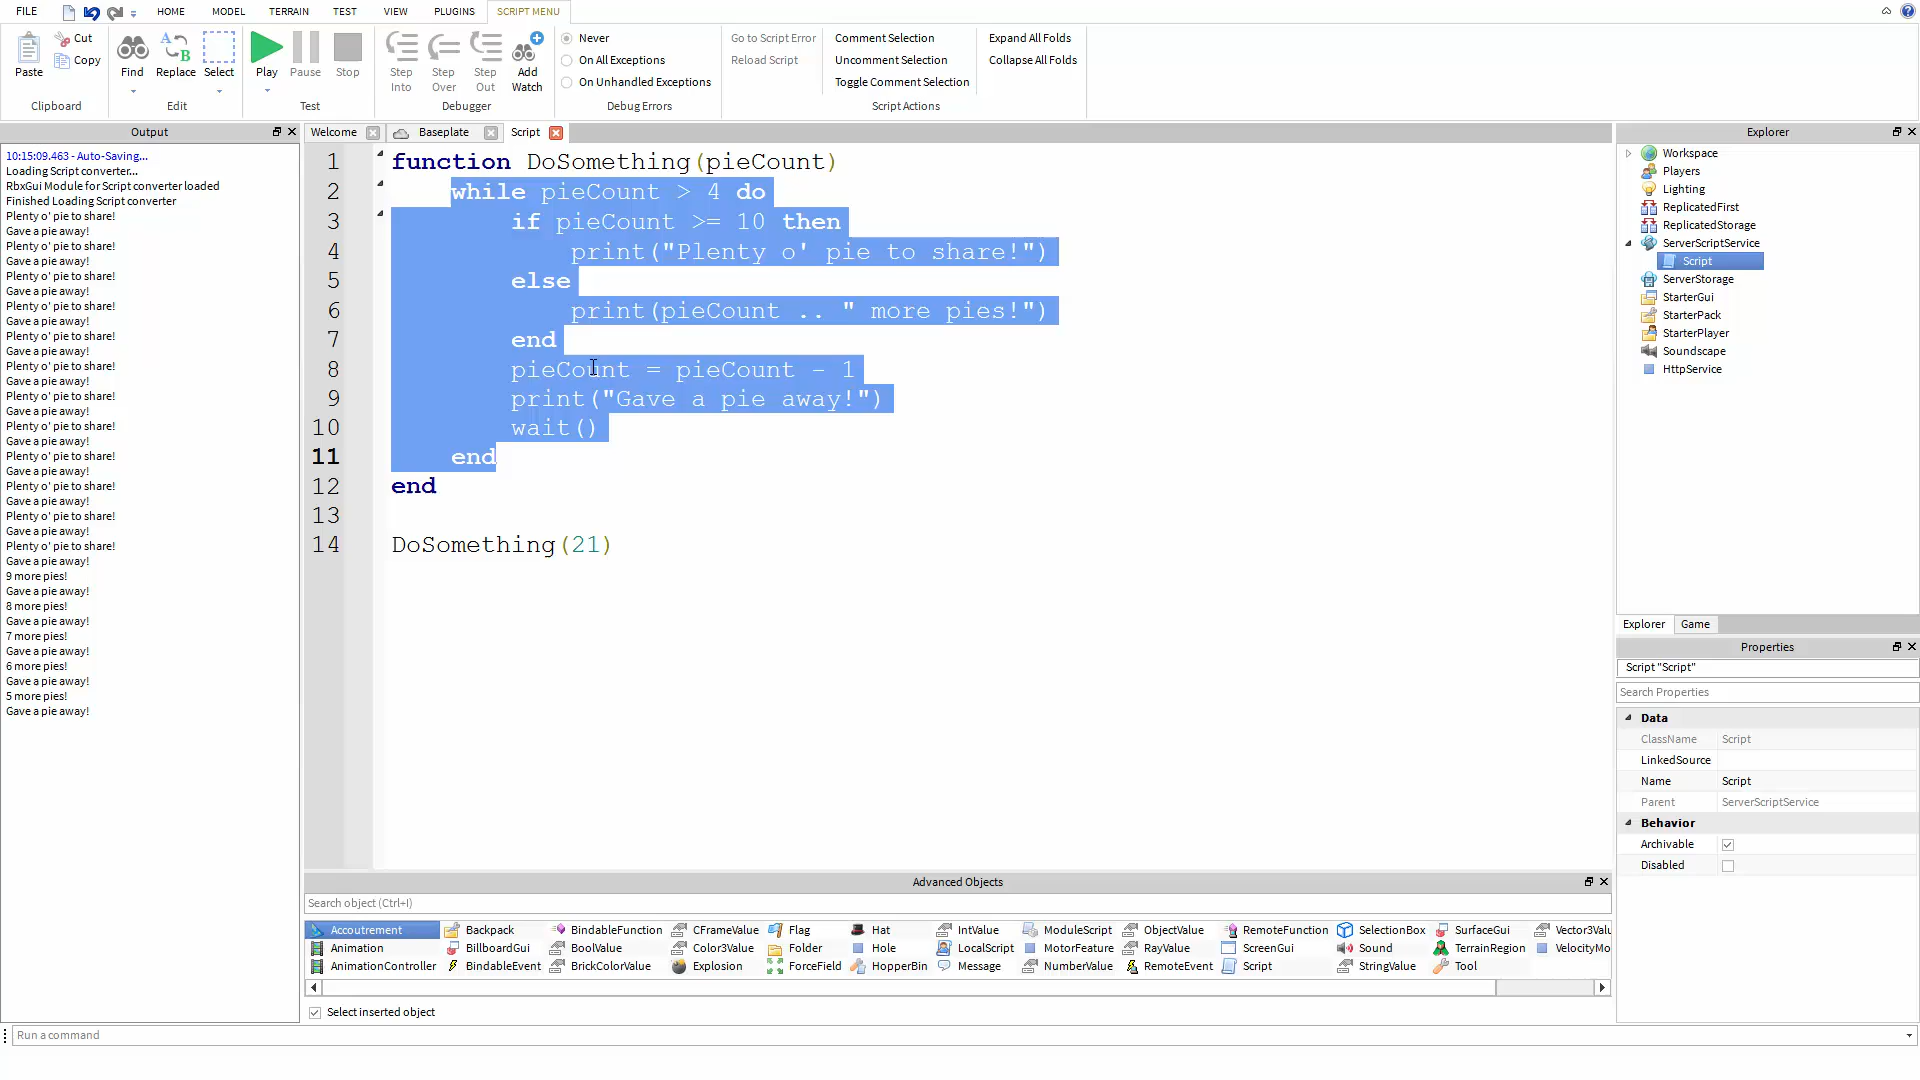 FILE HOME MODEL TERRAIN TEST VIEW PLUGINS SCRIPT MENU
Paste
Cut
Copy
Clipboard
Find Replace Select
Edit
Play Pause Stop
Test
Step Into
Step Over
Step Out
Add Watch
Debugger
Never
On All Exceptions
On Unhandled Exceptions
Debug Errors
Go to Script Error
Reload Script
Comment Selection
Uncomment Selection
Toggle Comment Selection
Script Actions
Expand All Folds
Collapse All Folds
Output
10:15:09.463 - Auto-Saving...
Loading Script converter...
RbxGui Module for Script converter loaded
Finished Loading Script converter
Plenty o' pie to share!
Gave a pie away!
Plenty o' pie to share!
Gave a pie away!
Plenty o' pie to share!
Gave a pie away!
Plenty o' pie to share!
Gave a pie away!
Plenty o' pie to share!
Gave a pie away!
Plenty o' pie to share!
Gave a pie away!
Plenty o' pie to share!
Gave a pie away!
Plenty o' pie to share!
Gave a pie away!
Plenty o' pie to share!
Gave a pie away!
Plenty o' pie to share!
Gave a pie away!
Plenty o' pie to share!
Gave a pie away!
Plenty o' pie to share!
Gave a pie away!
9 more pies!
Gave a pie away!
8 more pies!
Gave a pie away!
7 more pies!
Gave a pie away!
6 more pies!
Gave a pie away!
5 more pies!
Gave a pie away!
Welcome Baseplate Script
1 function DoSomething(pieCount)
2 while pieCount > 4 do
3 if pieCount >= 10 then
4 print("Plenty o' pie to share!")
5 else
6 print(pieCount .. " more pies!")
7 end
8 pieCount = pieCount - 1
9 print("Gave a pie away!")
10 wait()
11 end
12 end
13
14 DoSomething(21)
Advanced Objects
Search object (Ctrl+I)
Accoutrement Backpack BindableFunction CFrameValue Flag Hat IntValue ModuleScript ObjectValue RemoteFunction SelectionBox SurfaceGui Vector3Valu
Animation BillboardGui BoolValue Color3Value Folder Hole LocalScript MotorFeature RayValue ScreenGui Sound TerrainRegion VelocityMo
AnimationController BindableEvent BrickColorValue Explosion ForceField HopperBin Message NumberValue RemoteEvent Script StringValue Tool
Select inserted object
Run a command
Explorer
Workspace
Players
Lighting
ReplicatedFirst
ReplicatedStorage
ServerScriptService
Script
ServerStorage
StarterGui
StarterPack
StarterPlayer
Soundscape
HttpService
Explorer Game
Properties
Script "Script"
Search Properties
Data
ClassName Script
LinkedSource
Name Script
Parent ServerScriptService
Behavior
Archivable
Disabled